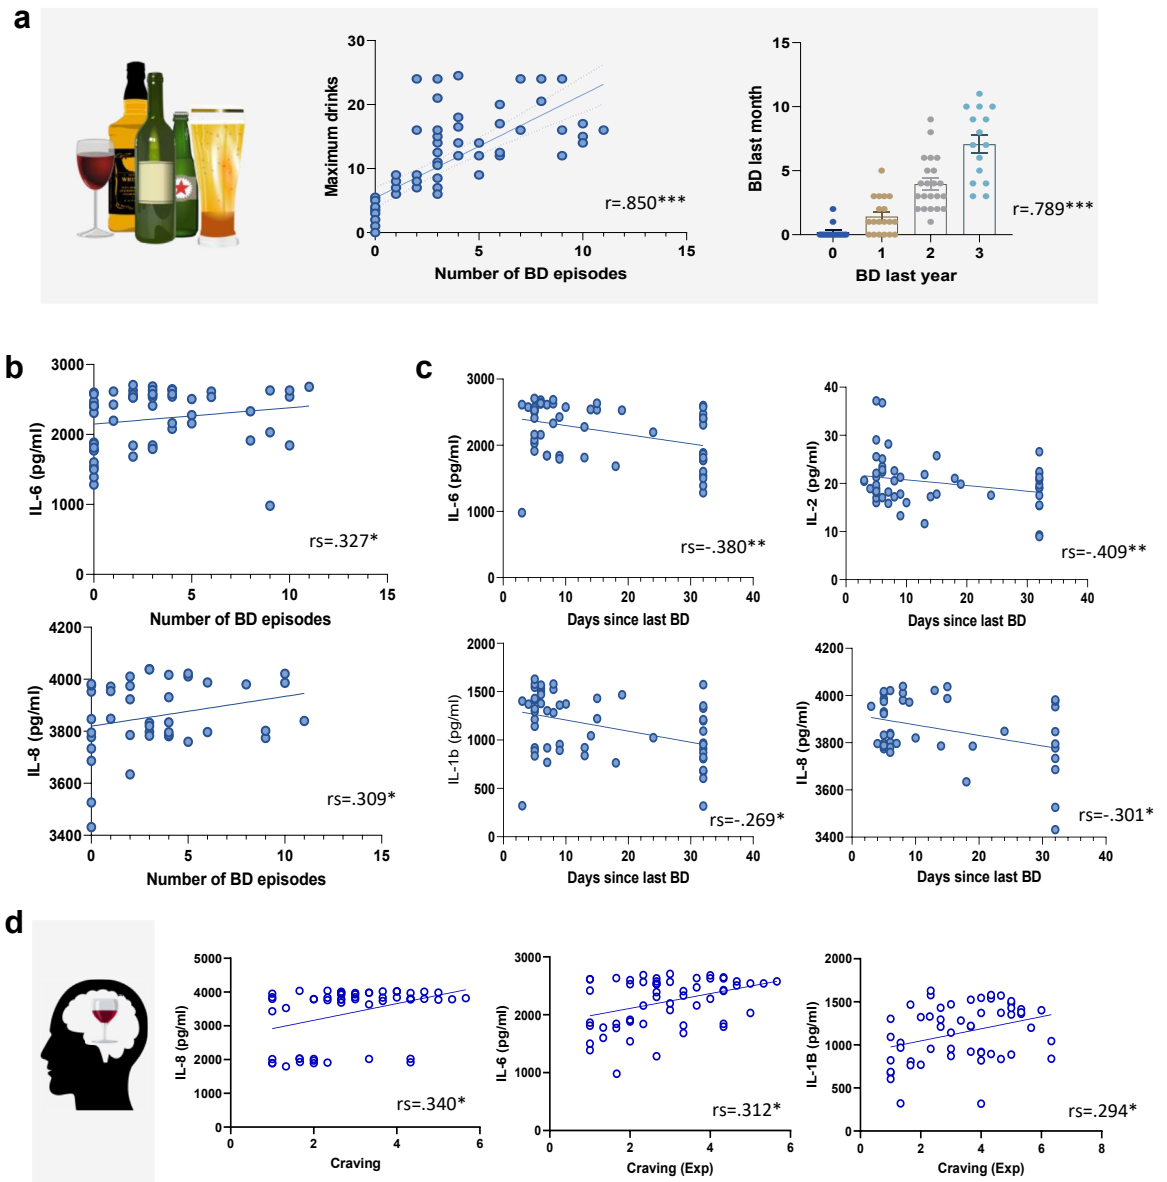 a
30
20
10
0
Maximum drinks
0 5 10 15
Number of BD episodes
r=.850***
15
10
5
0
BD last month
0 1 2 3
BD last year
r=.789***
b
3000
2000
1000
0
IL-6 (pg/ml)
0 5 10 15
Number of BD episodes
rs=.327*
4200
4000
3800
3600
3400
IL-8 (pg/ml)
0 5 10 15
Number of BD episodes
rs=.309*
c
3000
2000
1000
0
IL-6 (pg/ml)
0 10 20 30 40
Days since last BD
rs=-.380**
40
30
20
10
0
IL-2 (pg/ml)
0 10 20 30 40
Days since last BD
rs=-.409**
2000
1500
1000
500
0
IL-1b (pg/ml)
0 10 20 30 40
Days since last BD
rs=-.269*
4200
4000
3800
3600
3400
IL-8 (pg/ml)
0 10 20 30 40
Days since last BD
rs=-.301*
d
5000
4000
3000
2000
1000
0
IL-8 (pg/ml)
0 2 4 6
Craving
rs=.340*
3000
2000
1000
0
IL-6 (pg/ml)
0 2 4 6
Craving (Exp)
rs=.312*
2000
1500
1000
500
0
IL-1B (pg/ml)
0 2 4 6 8
Craving (Exp)
rs=.294*